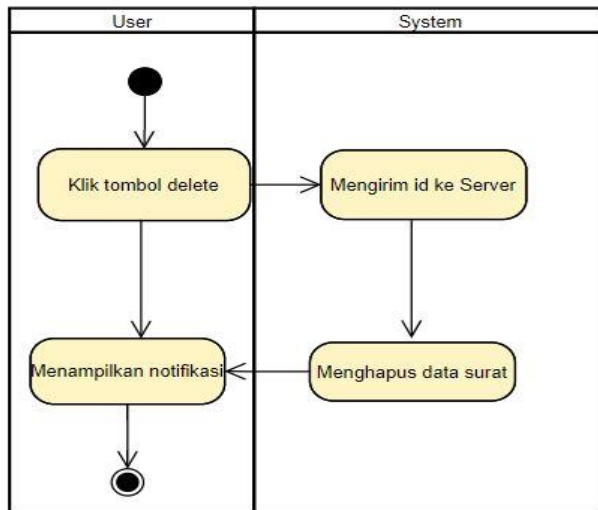 User
System
Klik tombol delete
Mengirim id ke Server
Menampilkan notifikasi
Menghapus data surat